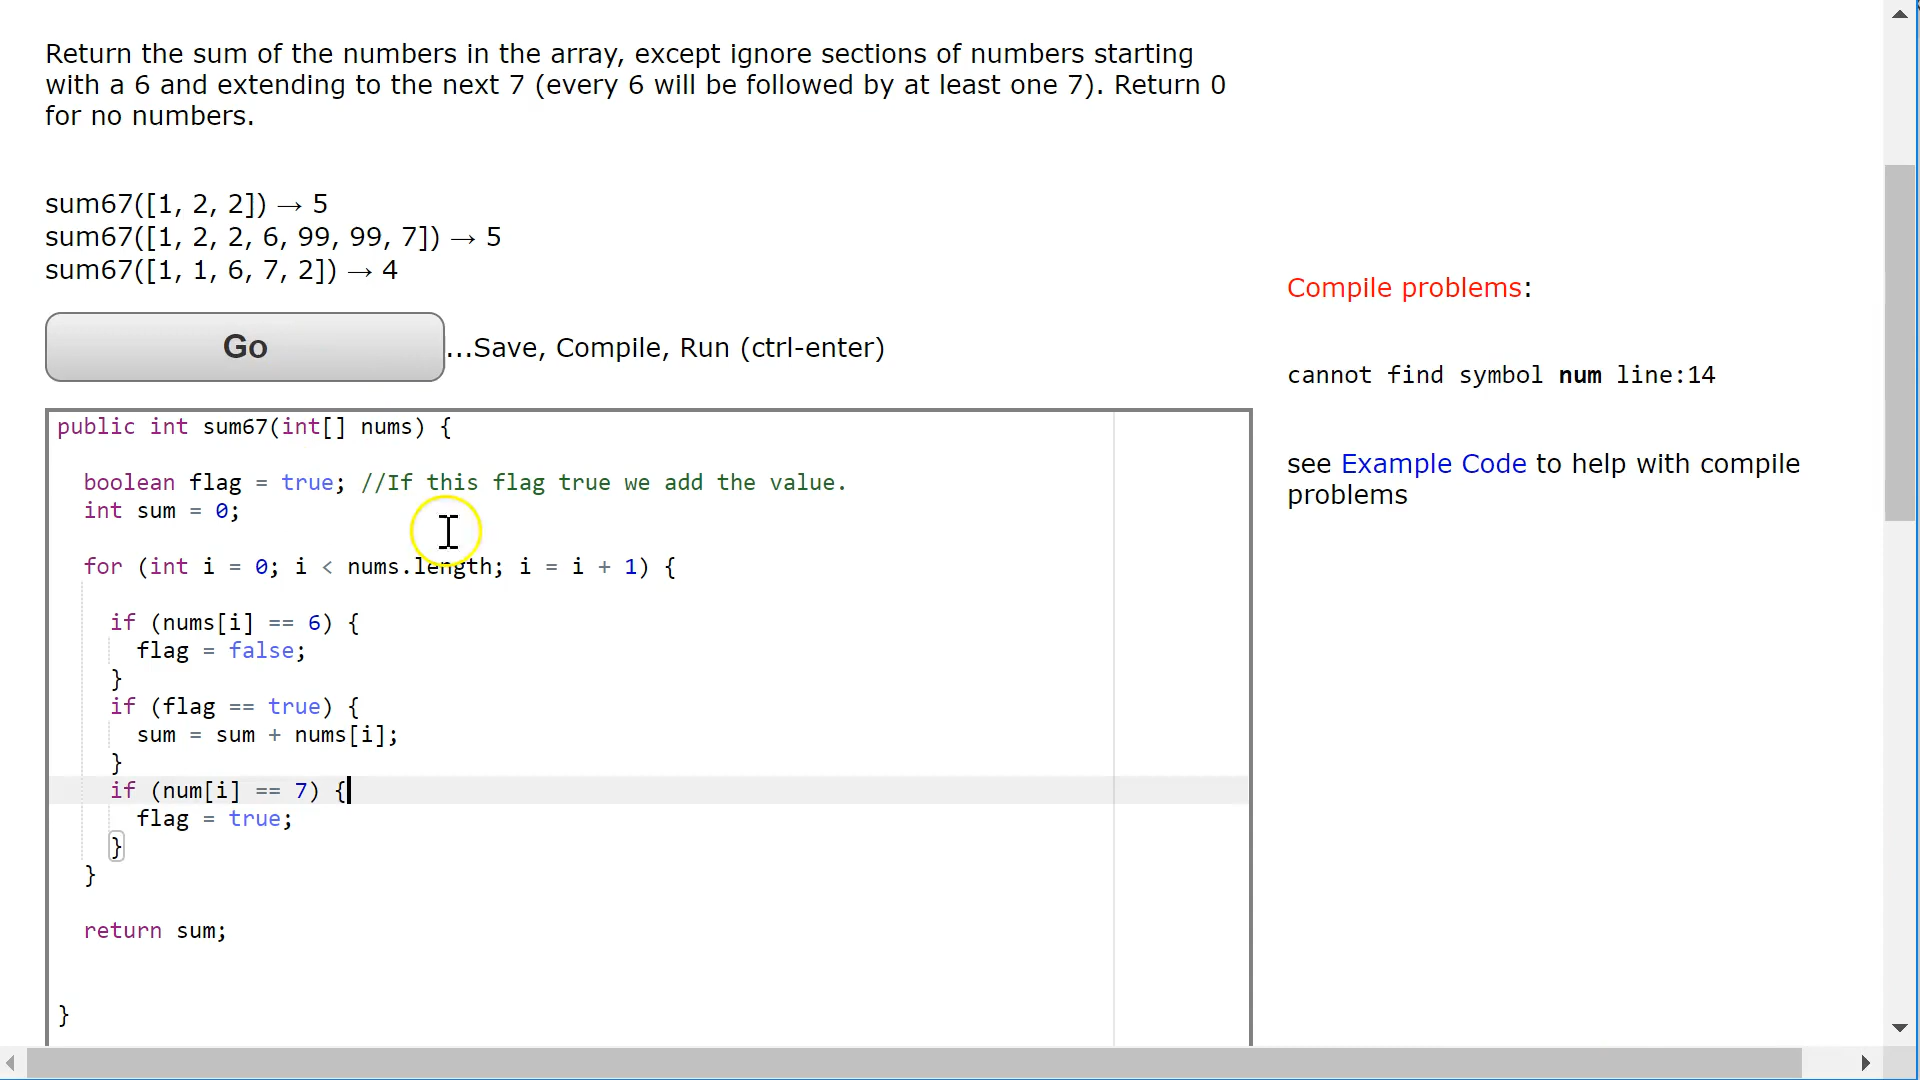 Return the sum of the numbers in the array, except ignore sections of numbers starting
with a 6 and extending to the next 7 (every 6 will be followed by at least one 7). Return 0
for no numbers.
sum67([1, 2, 2]) → 5
sum67([1, 2, 2, 6, 99, 99, 7]) → 5
sum67([1, 1, 6, 7, 2]) → 4
Go
...Save, Compile, Run (ctrl-enter)
public int sum67(int[] nums) {
boolean flag = true; //If this flag true we add the value.
int sum = 0;
for (int i = 0; i < nums.length; i = i + 1) {
if (nums[i] == 6) {
flag = false;
}
if (flag == true) {
sum = sum + nums[i];
}
if (num[i] == 7) {
flag = true;
}
}
return sum;
}
Compile problems:
cannot find symbol num line:14
see Example Code to help with compile
problems